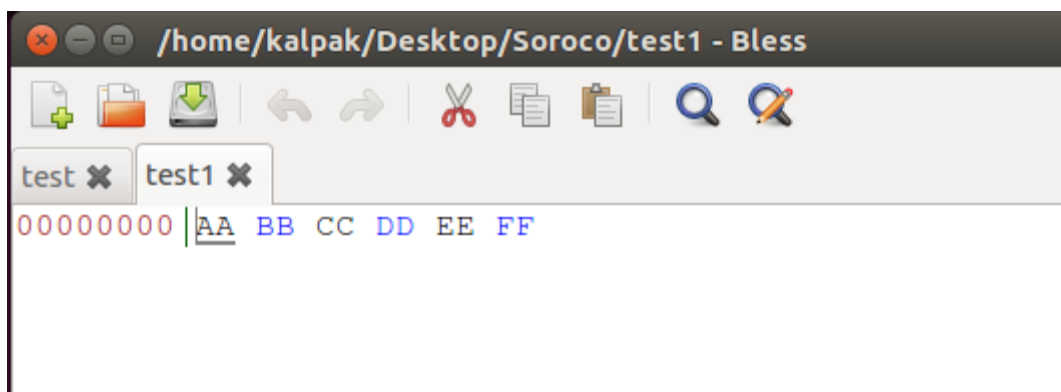 /home/kalpak/Desktop/Soroco/test1 - Bless
test test1
00000000 AA BB CC DD EE FF